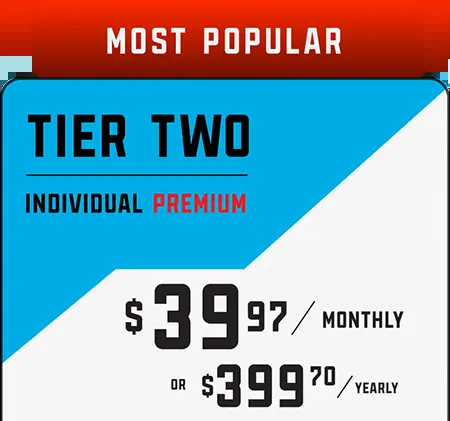 MOST POPULAR
TIER TWO
INDIVIDUAL PREMIUM
$3997/MONTHLY
OR $39970/YEARLY